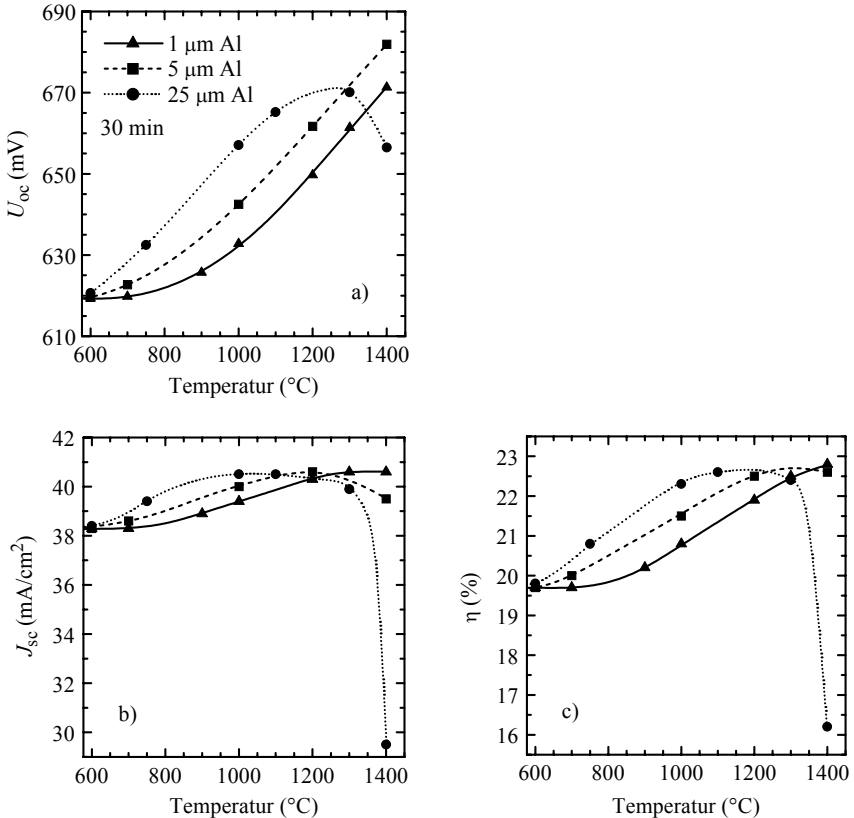 690
670
650
630
610
U_oc (mV)
1 μm Al
5 μm Al
25 μm Al
30 min
a)
600 800 1000 1200 1400
Temperatur (°C)
42
40
38
36
34
32
30
J_sc (mA/cm²)
b)
600 800 1000 1200 1400
Temperatur (°C)
23
22
21
20
19
18
17
16
η (%)
c)
600 800 1000 1200 1400
Temperatur (°C)